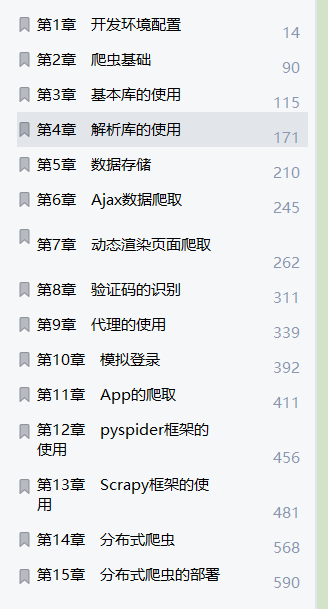 第1章 开发环境配置
14
第2章 爬虫基础
90
第3章 基本库的使用
115
第4章 解析库的使用
171
第5章 数据存储
210
第6章 Ajax数据爬取
245
第7章 动态渲染页面爬取
262
第8章 验证码的识别
311
第9章 代理的使用
339
第10章 模拟登录
392
第11章 App的爬取
411
第12章 pyspider框架的
使用
456
第13章 Scrapy框架的使
用
481
第14章 分布式爬虫
568
第15章 分布式爬虫的部署
590